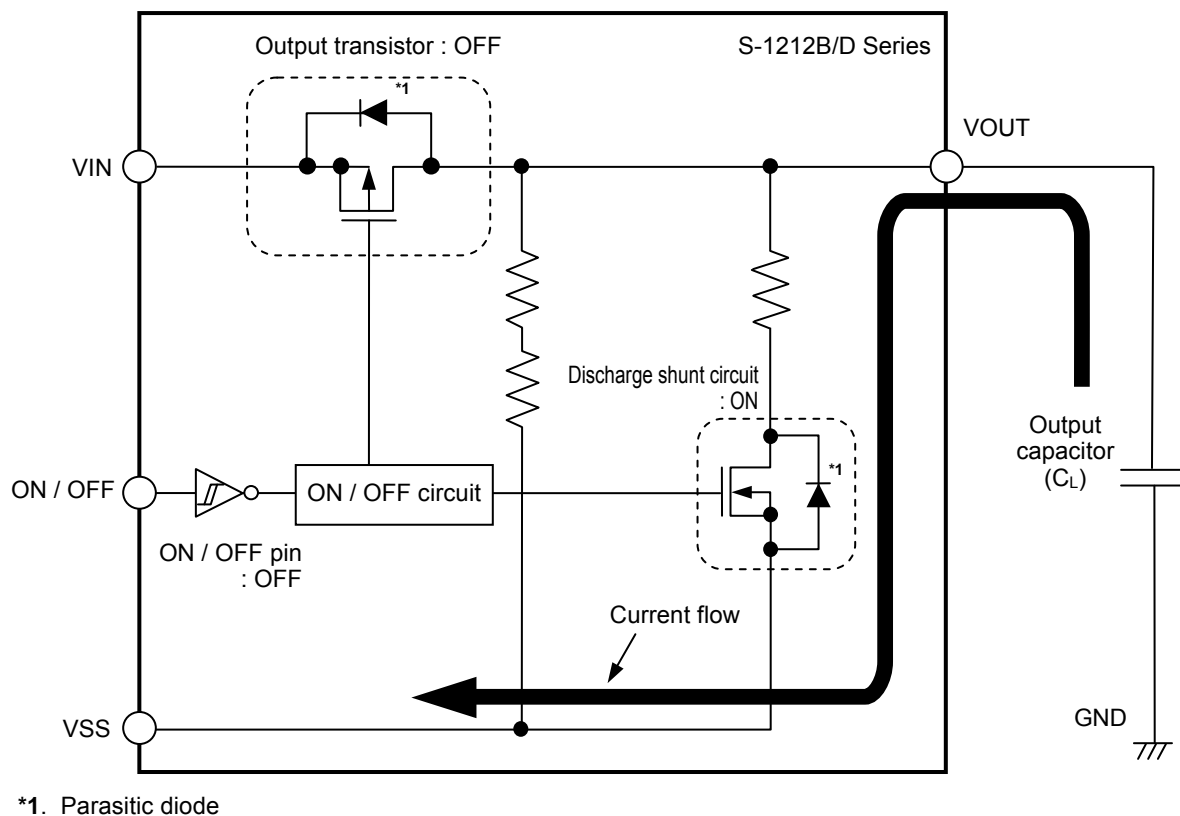 Output transistor : OFF
S-1212B/D Series
*1
VOUT
VIN
Discharge shunt circuit
: ON
*1
Output
capacitor
(CL)
ON / OFF
ON / OFF circuit
ON / OFF pin
: OFF
Current flow
VSS
GND
*1. Parasitic diode